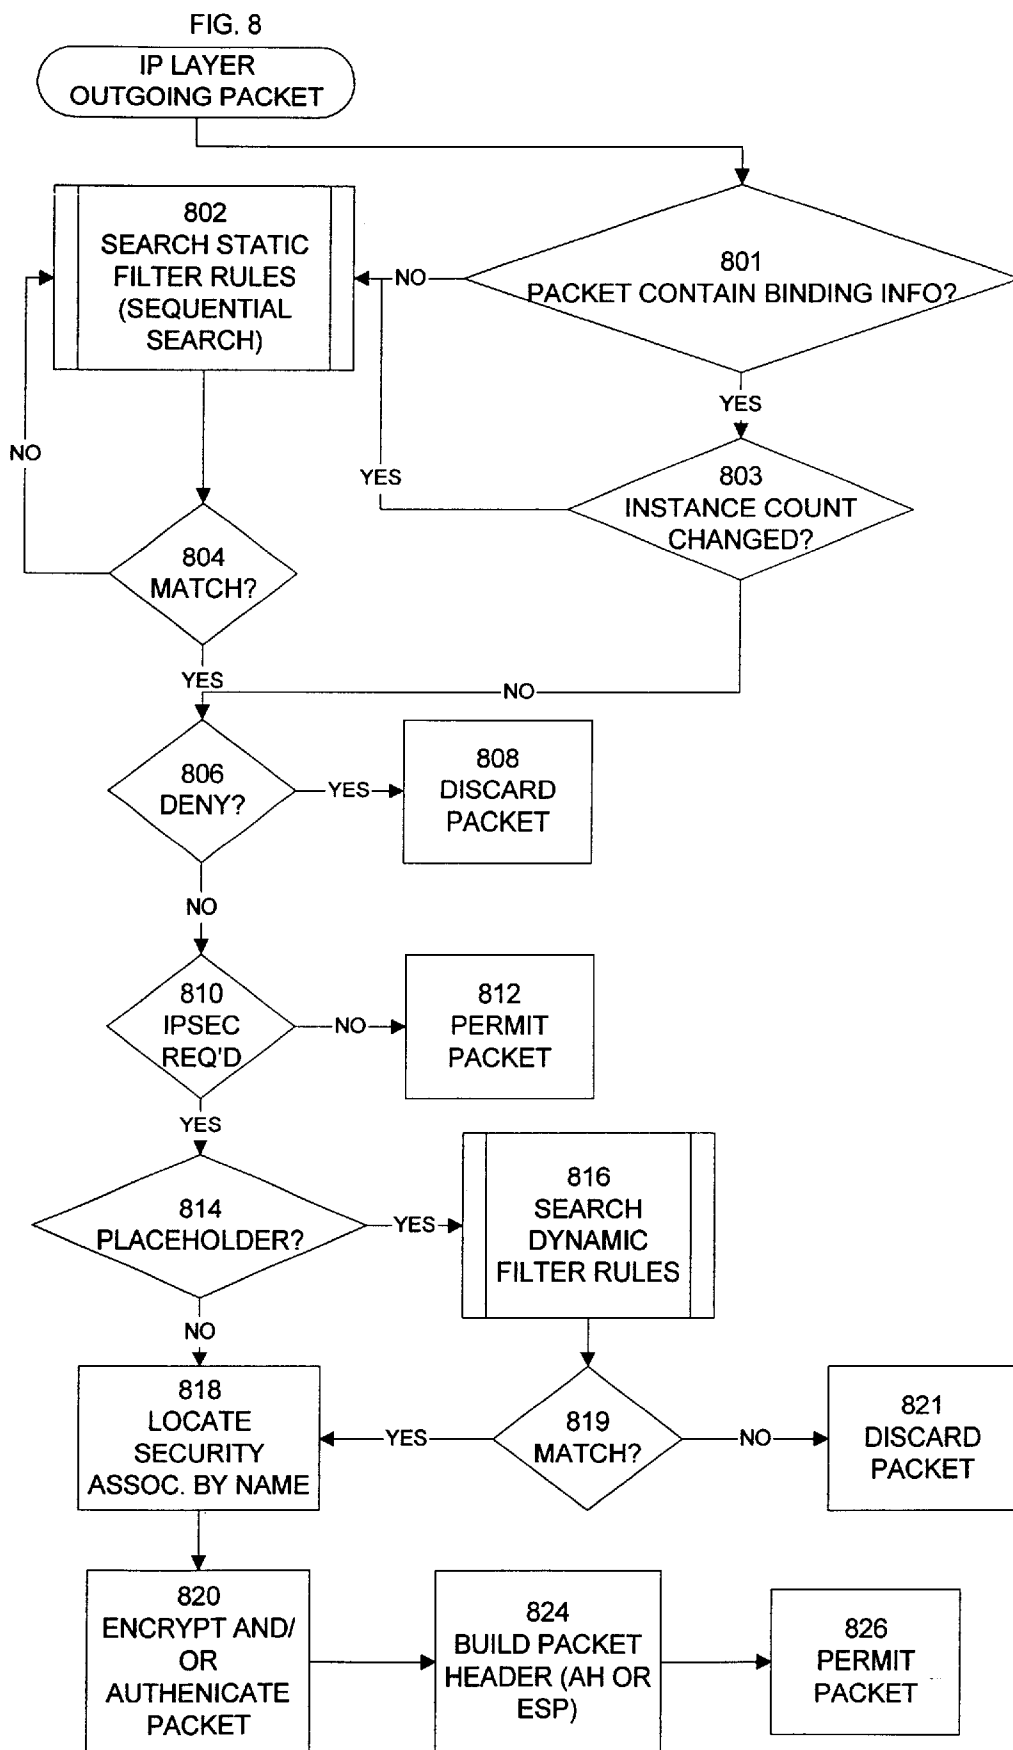 FIG. 8
IP LAYER
OUTGOING PACKET
802
SEARCH STATIC
FILTER RULES
(SEQUENTIAL
SEARCH)
NO
801
PACKET CONTAIN BINDING INFO?
YES
NO
YES
803
INSTANCE COUNT
CHANGED?
804
MATCH?
YES
NO
806
DENY?
YES
808
DISCARD
PACKET
NO
810
IPSEC
REQ'D
NO
812
PERMIT
PACKET
YES
814
PLACEHOLDER?
YES
816
SEARCH
DYNAMIC
FILTER RULES
NO
818
LOCATE
SECURITY
ASSOC. BY NAME
YES
819
MATCH?
NO
821
DISCARD
PACKET
820
ENCRYPT AND/
OR
AUTHENICATE
PACKET
824
BUILD PACKET
HEADER (AH OR
ESP)
826
PERMIT
PACKET